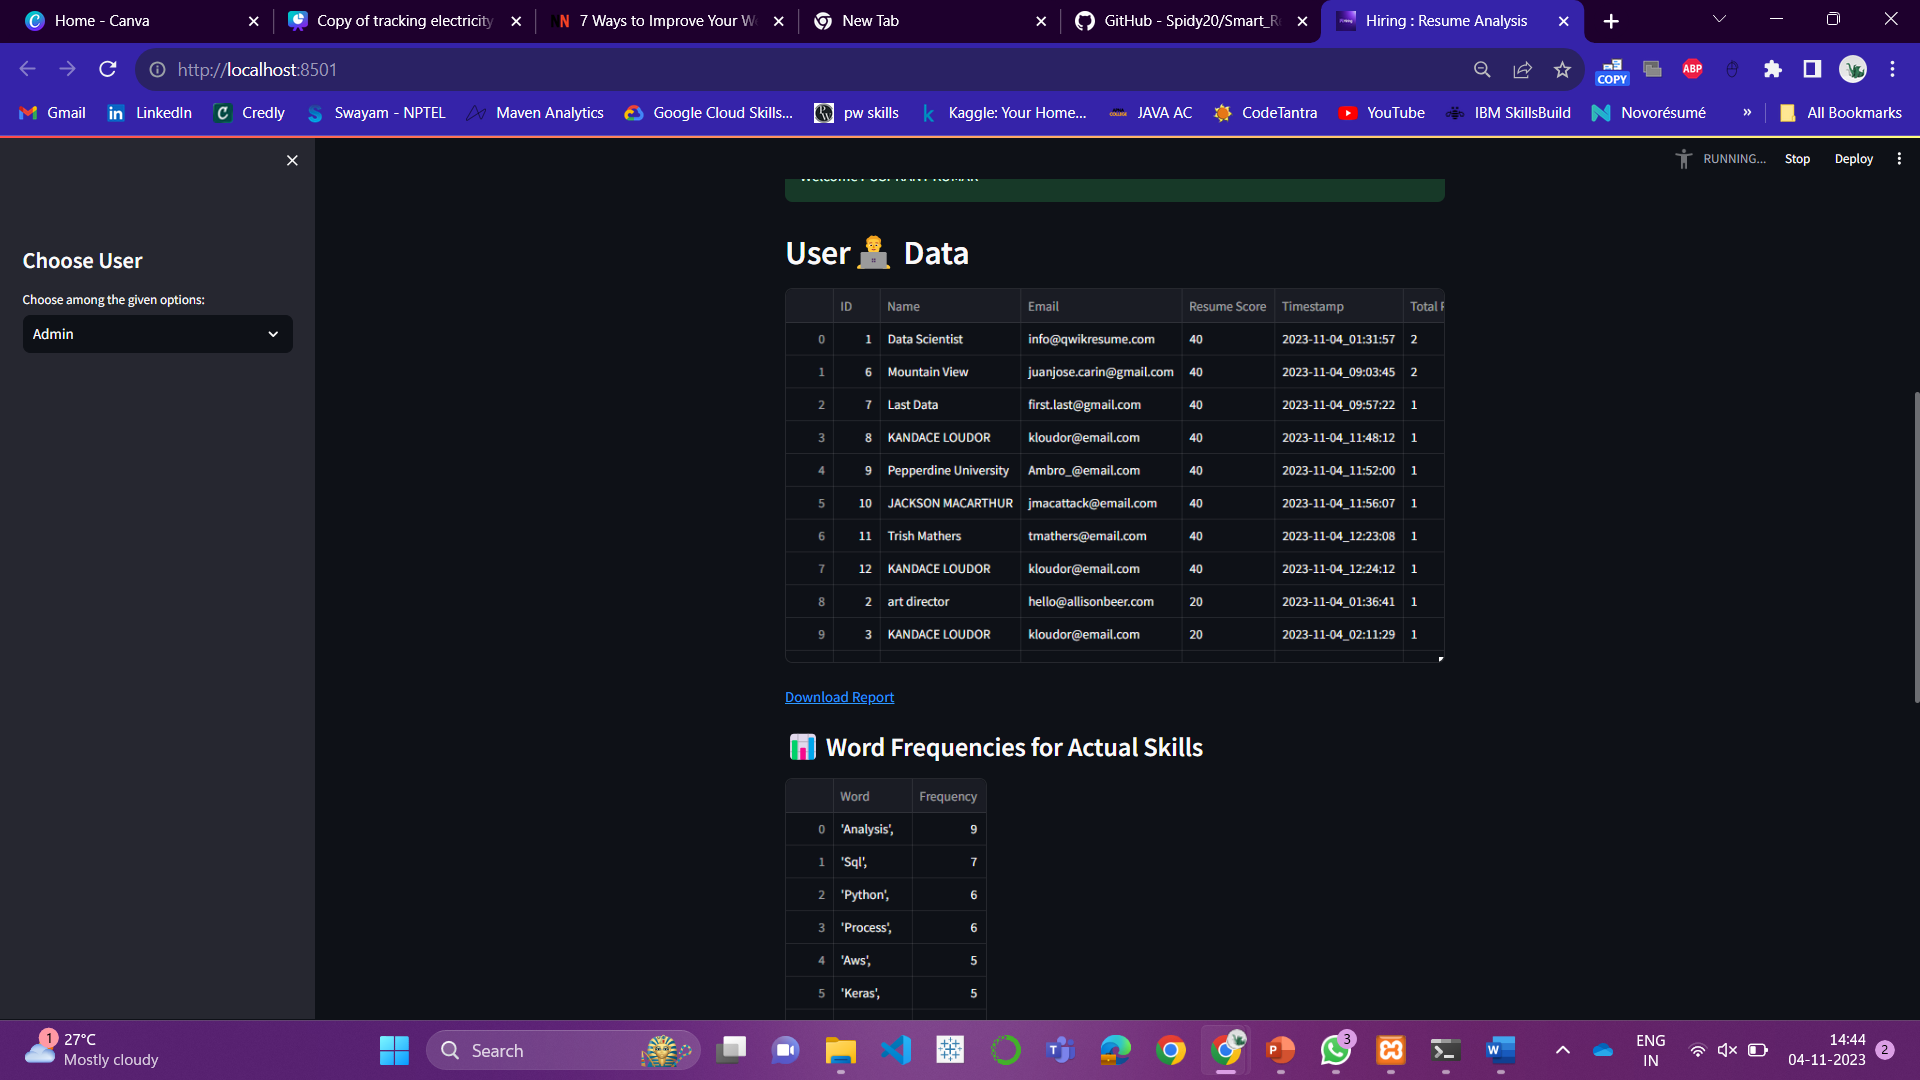 Home - Canva
Copy of tracking electricity
7 Ways to Improve Your We
New Tab
GitHub - Spidy20/Smart_Re
Hiring : Resume Analysis
http://localhost:8501
COPY
ABP
Gmail
LinkedIn
Credly
Swayam - NPTEL
Maven Analytics
Google Cloud Skills...
pw skills
Kaggle: Your Home...
JAVA AC
CodeTantra
YouTube
IBM SkillsBuild
Novorésumé
»
All Bookmarks
RUNNING...
Stop
Deploy
Choose User
Choose among the given options:
Admin
User Data
ID Name Email Resume Score Timestamp Total
0 1 Data Scientist info@qwikresume.com 40 2023-11-04_01:31:57 2
1 6 Mountain View juanjose.carin@gmail.com 40 2023-11-04_09:03:45 2
2 7 Last Data first.last@gmail.com 40 2023-11-04_09:57:22 1
3 8 KANDACE LOUDOR kloudor@email.com 40 2023-11-04_11:48:12 1
4 9 Pepperdine University Ambro_@email.com 40 2023-11-04_11:52:00 1
5 10 JACKSON MACARTHUR jmacattack@email.com 40 2023-11-04_11:56:07 1
6 11 Trish Mathers tmathers@email.com 40 2023-11-04_12:23:08 1
7 12 KANDACE LOUDOR kloudor@email.com 40 2023-11-04_12:24:12 1
8 2 art director hello@allisonbeer.com 20 2023-11-04_01:36:41 1
9 3 KANDACE LOUDOR kloudor@email.com 20 2023-11-04_02:11:29 1
Download Report
Word Frequencies for Actual Skills
Word Frequency
0 'Analysis', 9
1 'Sql', 7
2 'Python', 6
3 'Process', 6
4 'Aws', 5
5 'Keras', 5
1
27°C
Mostly cloudy
Search
3
ENG
IN
14:44
04-11-2023
2